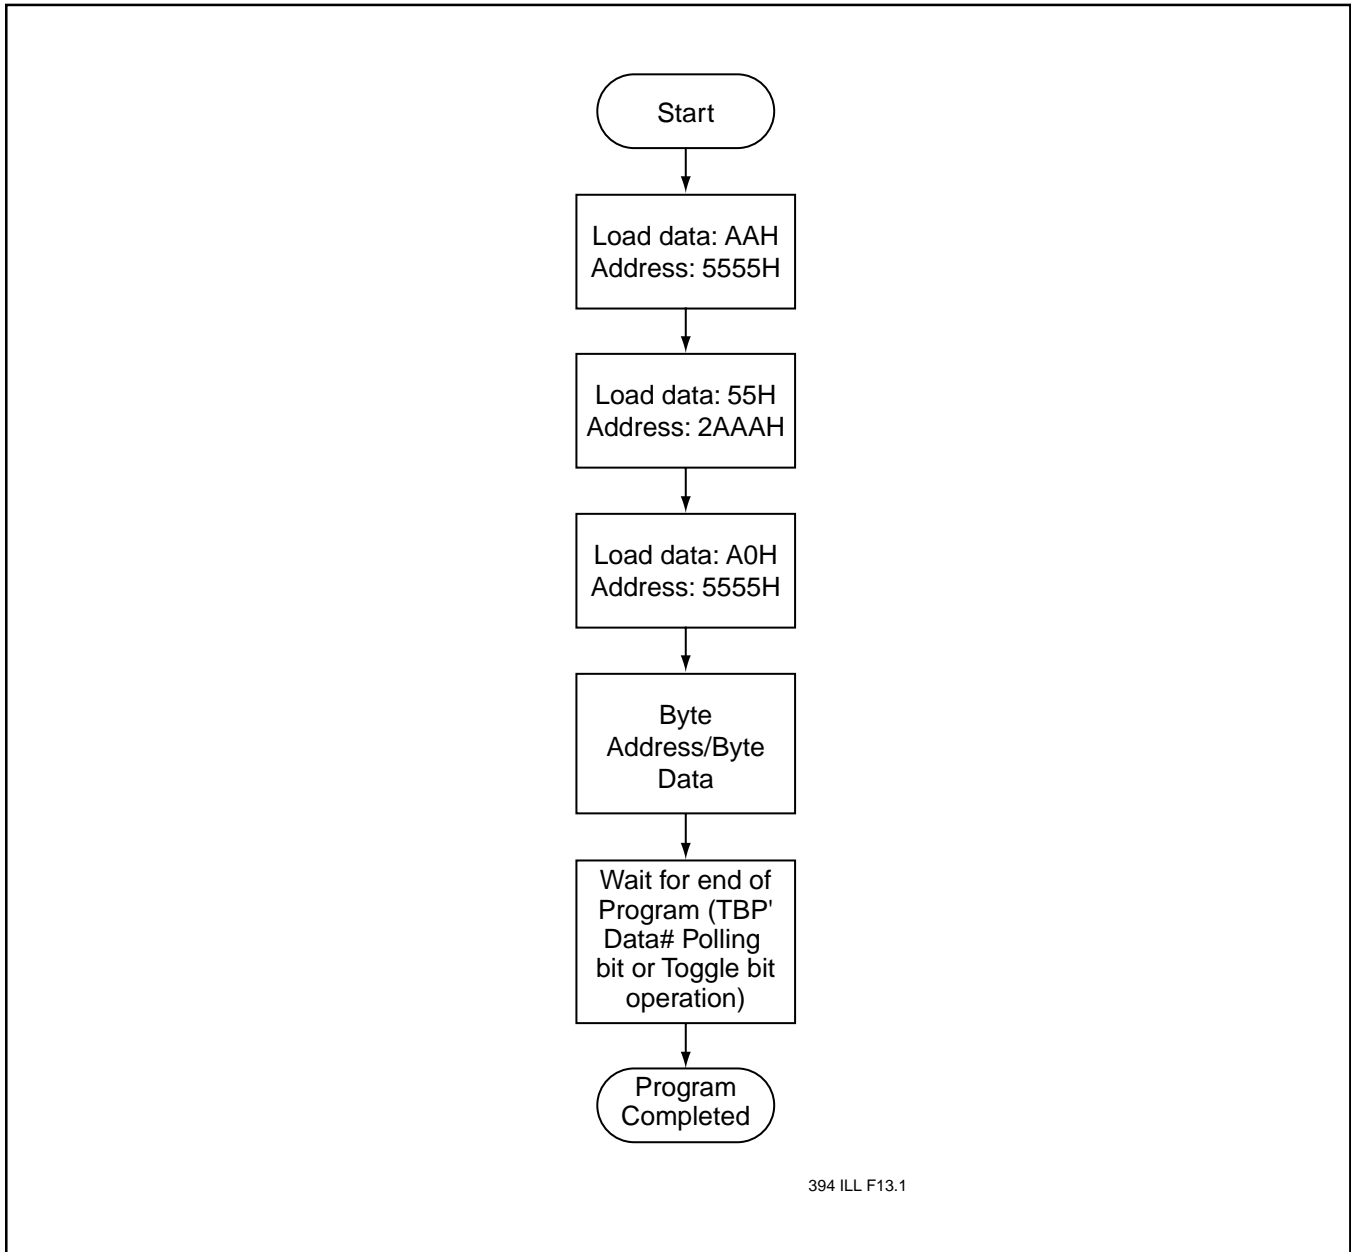 Start
Load data: AAH
Address: 5555H
Load data: 55H
Address: 2AAAH
Load data: A0H
Address: 5555H
Byte
Address/Byte
Data
Wait for end of
Program (TBP'
Data# Polling
bit or Toggle bit
operation)
Program
Completed
394 ILL F13.1